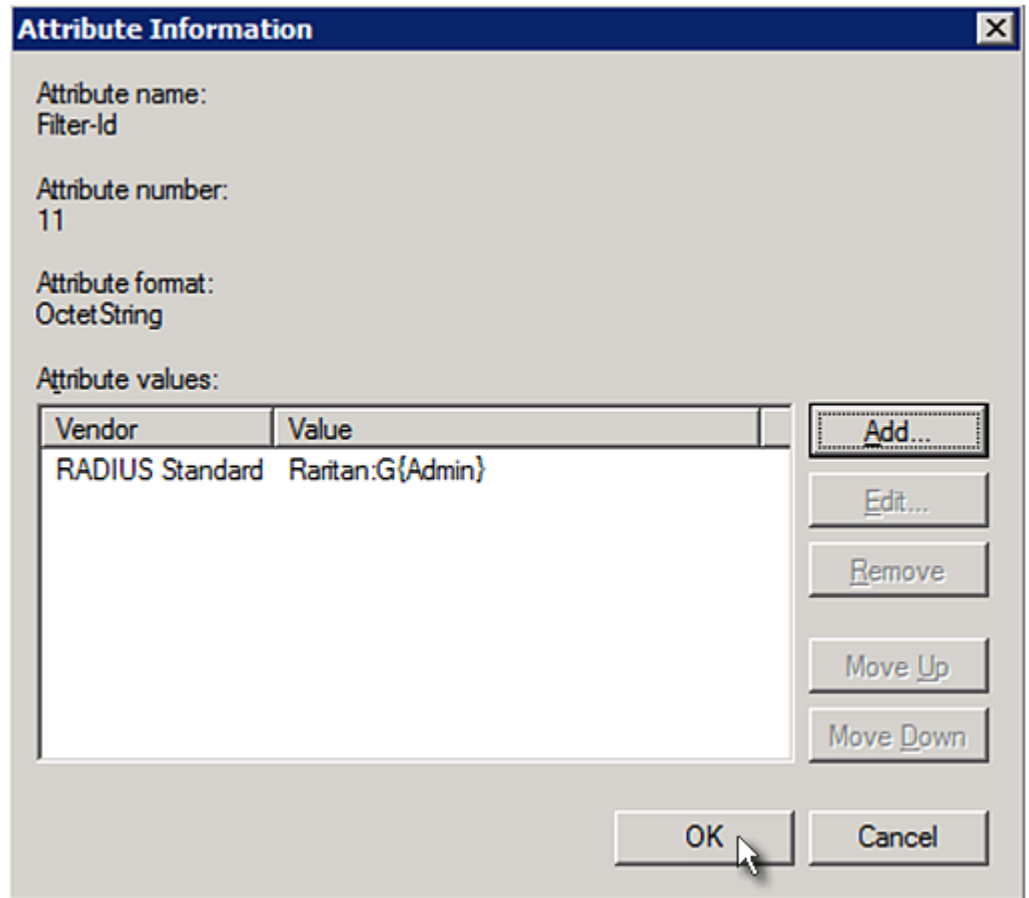 Attribute Information
Attribute name:
Filter-Id
Attribute number:
11
Attribute format:
OctetString
Attribute values:
Vendor Value
RADIUS Standard Raritan:G{Admin}
Add...
Edit...
Remove
Move Up
Move Down
OK Cancel